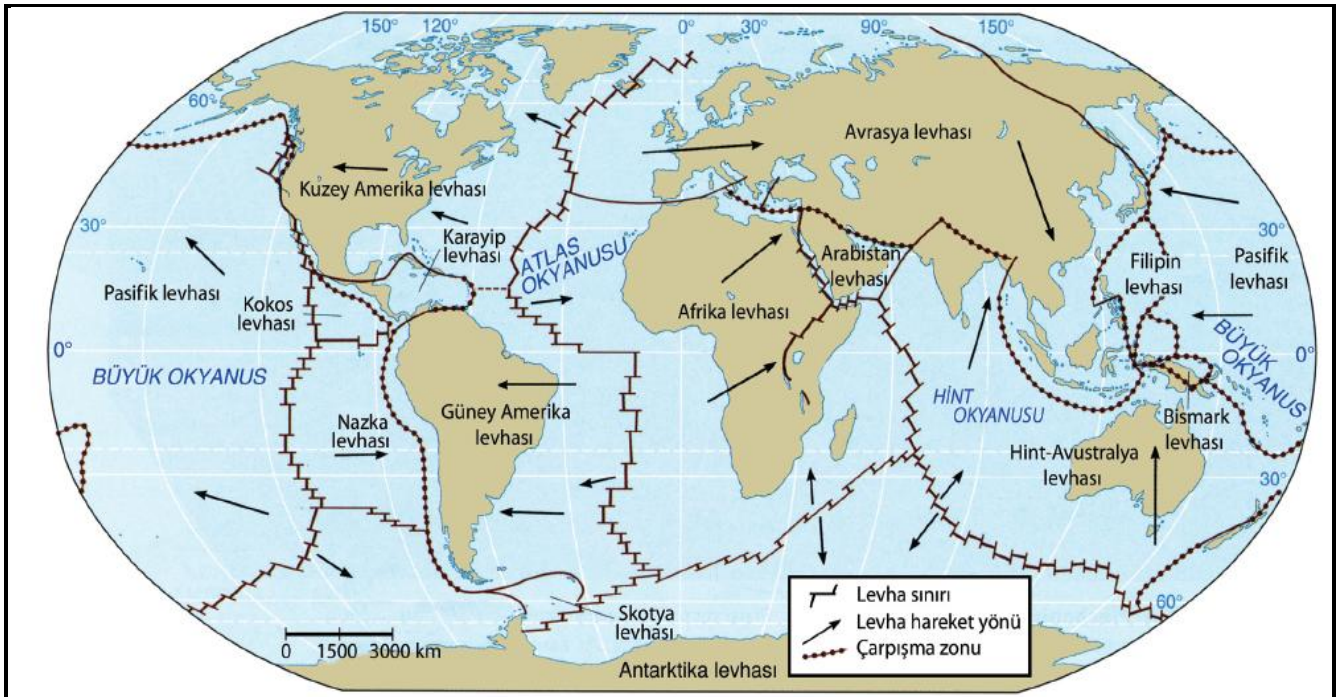 150°
120°
0°
30°
90°
150°
60°
Avrasya levhası
Kuzey Amerika levhası
30°
30°
Karayip
levhası
ATLAS
OKYANUSU
Arabistan
levhası
Filipin
levhası
Pasifik
levhası
Pasifik levhası
Kokos
levhası
Afrika levhası
0°
BÜYÜK OKYANUS
BÜYÜK
OKYANUS
0°
HİNT
OKYANUSU
Güney Amerika
levhası
Nazka
levhası
Bismark
levhası
Hint-Avustralya
levhası
30°
Levha sınırı
Levha hareket yönü
Çarpışma zonu
60°
Skotya
levhası
0 1500 3000 km
Antarktika levhası